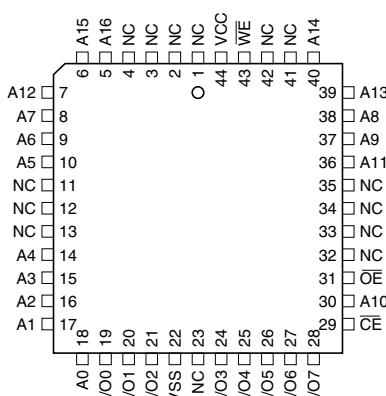 A15 A16 NC NC NC NC VCC WE NC NC A14
6 5 4 3 2 1 44 43 42 41 40
A12 7 39 A13
A7 8 38 A8
A6 9 37 A9
A5 10 36 A11
NC 11 35 NC
NC 12 34 NC
NC 13 33 NC
A4 14 32 NC
A3 15 31 OE
A2 16 30 A10
A1 17 29 CE
18 19 20 21 22 23 24 25 26 27 28
A0 /O0 /O1 /O2 VSS NC /O3 /O4 /O5 /O6 /O7